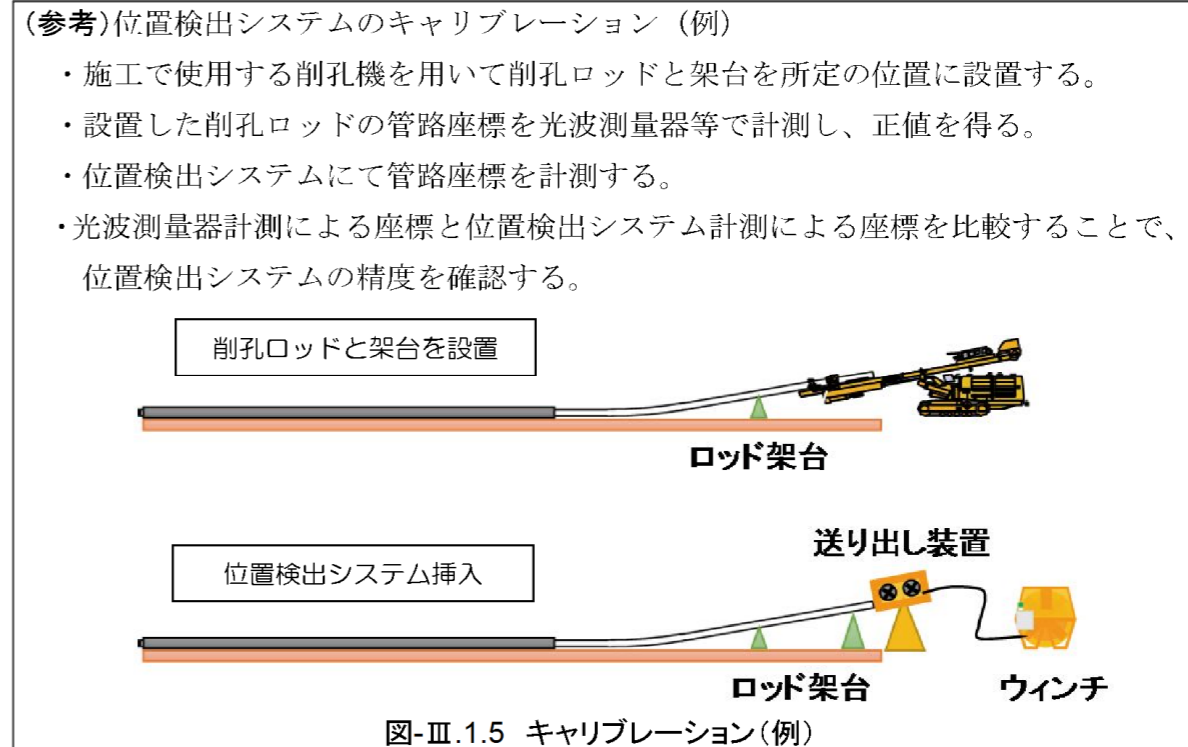 (参考)位置検出システムのキャリブレーション（例）
・施工で使用する削孔機を用いて削孔ロッドと架台を所定の位置に設置する。
・設置した削孔ロッドの管路座標を光波測量器等で計測し、正値を得る。
・位置検出システムにて管路座標を計測する。
・光波測量器計測による座標と位置検出システム計測による座標を比較することで、
位置検出システムの精度を確認する。
削孔ロッドと架台を設置
ロッド架台
送り出し装置
位置検出システム挿入
ロッド架台
ウィンチ
図-Ⅲ.1.5 キャリブレーション（例）